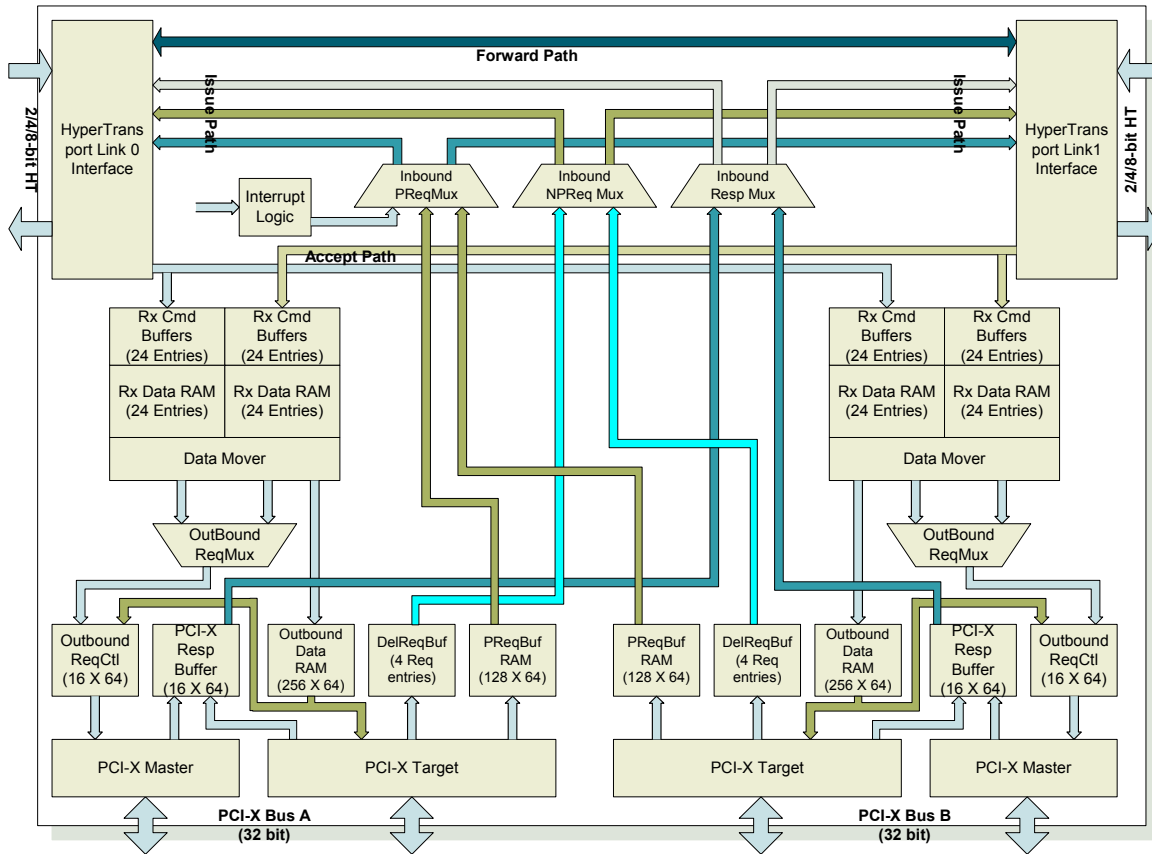 Forward Path
Issue Path
Issue Path
2/4/8-bit HT
HyperTrans
port Link 0
Interface
HyperTrans
port Link1
Interface
2/4/8-bit HT
Interrupt
Logic
Inbound
PReqMux
Inbound
NPReq Mux
Inbound
Resp Mux
Accept Path
Rx Cmd
Buffers
(24 Entries)
Rx Cmd
Buffers
(24 Entries)
Rx Data RAM
(24 Entries)
Rx Data RAM
(24 Entries)
Data Mover
Rx Cmd
Buffers
(24 Entries)
Rx Cmd
Buffers
(24 Entries)
Rx Data RAM
(24 Entries)
Rx Data RAM
(24 Entries)
Data Mover
OutBound
ReqMux
OutBound
ReqMux
Outbound
ReqCtl
(16 X 64)
PCI-X
Resp
Buffer
(16 X 64)
Outbound
Data
RAM
(256 X 64)
DelReqBuf
(4 Req
entries)
PReqBuf
RAM
(128 X 64)
PReqBuf
RAM
(128 X 64)
DelReqBuf
(4 Req
entries)
Outbound
Data
RAM
(256 X 64)
PCI-X
Resp
Buffer
(16 X 64)
Outbound
ReqCtl
(16 X 64)
PCI-X Master
PCI-X Target
PCI-X Target
PCI-X Master
PCI-X Bus A
(32 bit)
PCI-X Bus B
(32 bit)